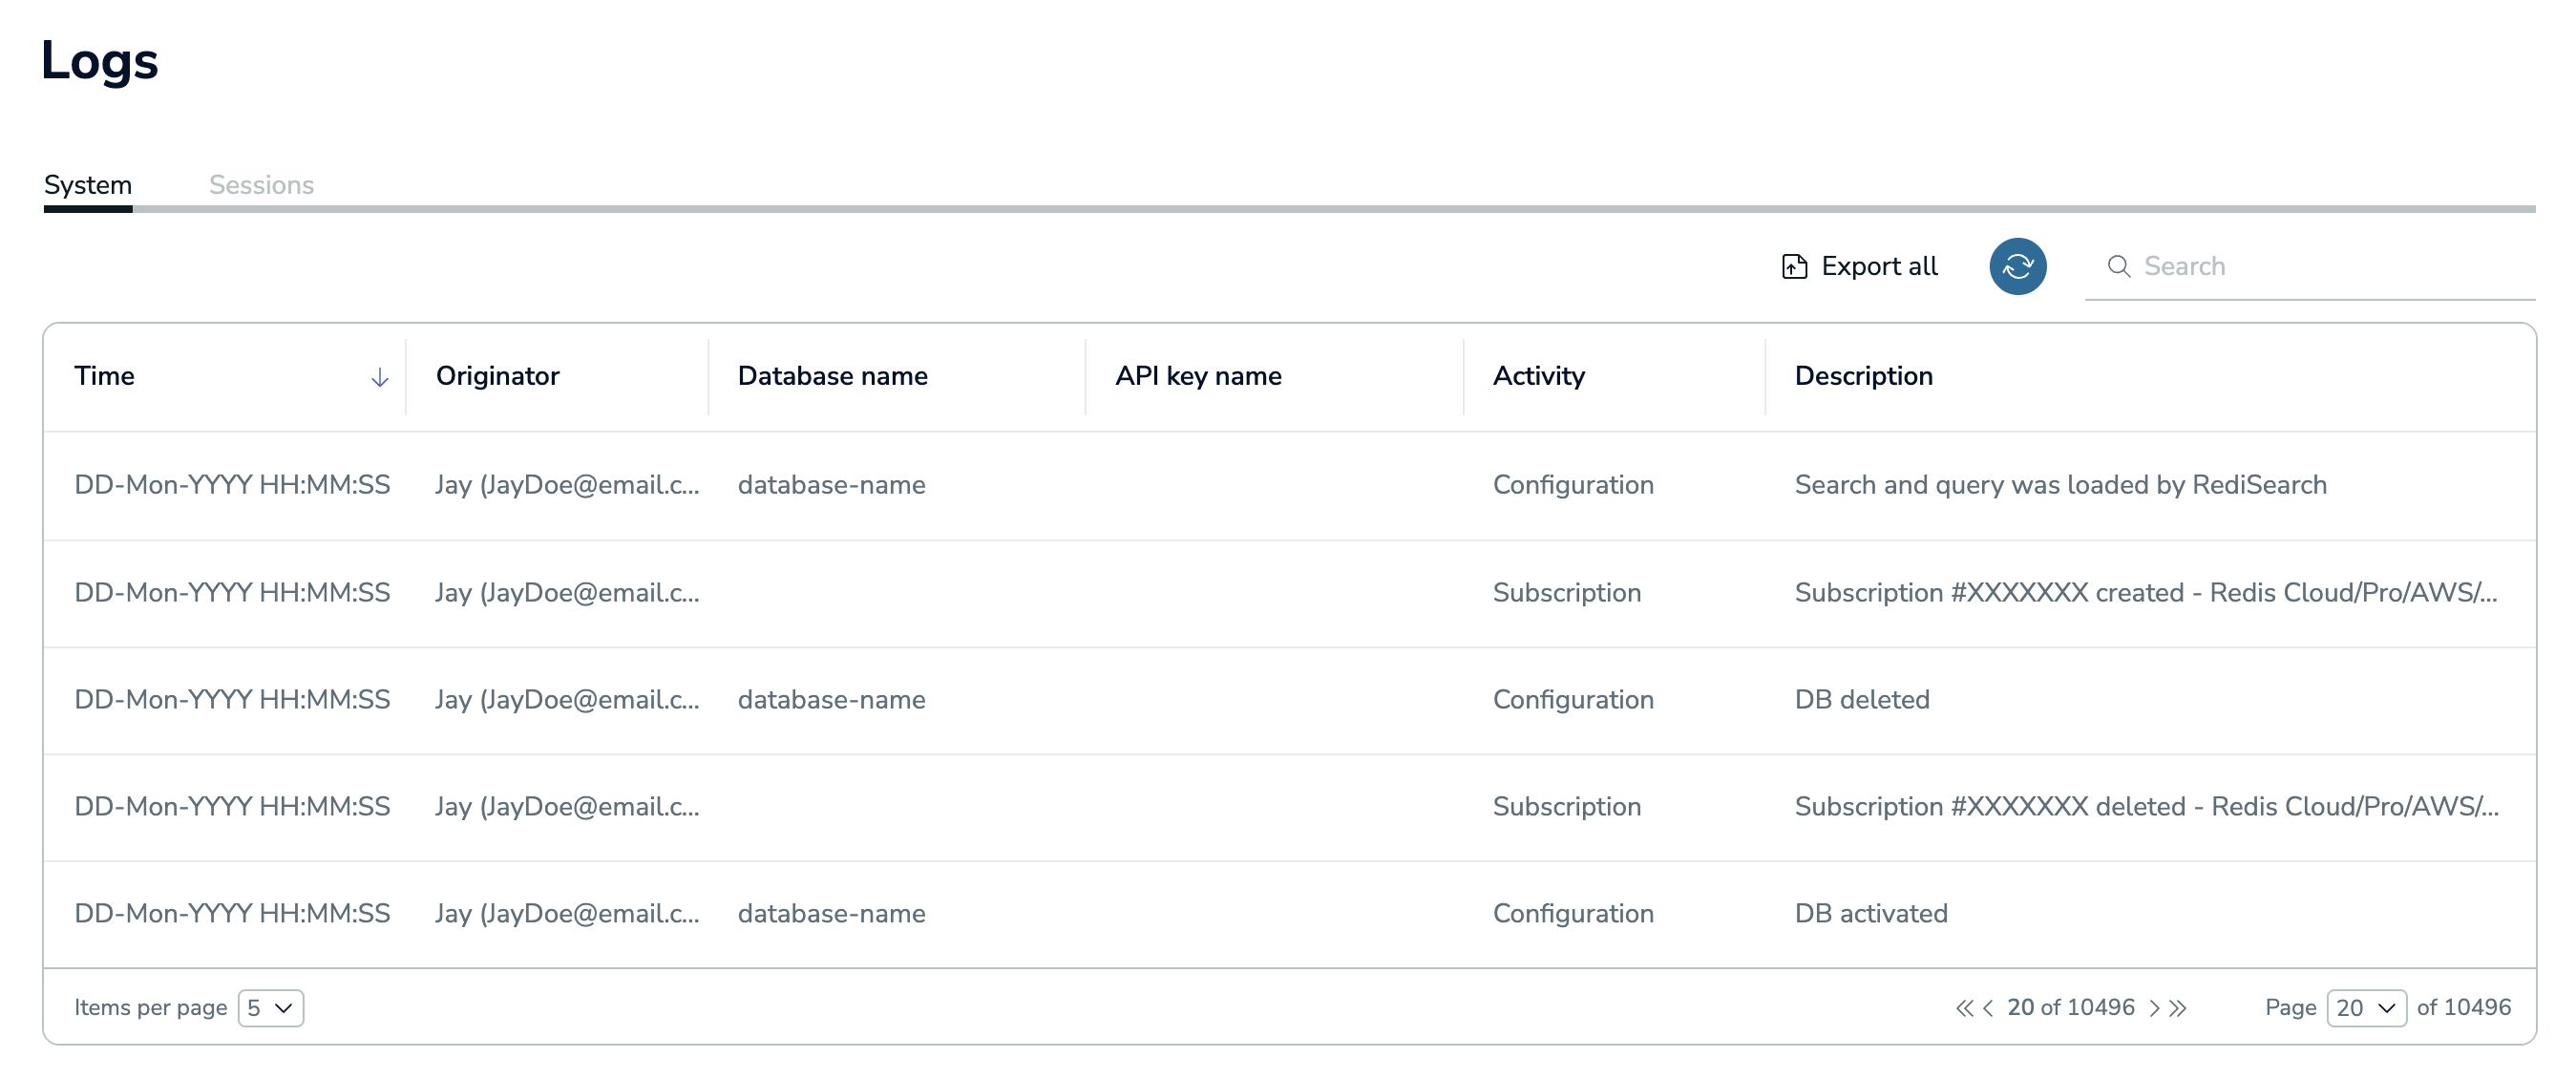 Logs
System Sessions
Export all Search
Time Originator Database name API key name Activity Description
DD-Mon-YYYY HH:MM:SS Jay (JayDoe@email.c... database-name Configuration Search and query was loaded by RediSearch
DD-Mon-YYYY HH:MM:SS Jay (JayDoe@email.c... Subscription Subscription #XXXXXXX created - Redis Cloud/Pro/AWS/...
DD-Mon-YYYY HH:MM:SS Jay (JayDoe@email.c... database-name Configuration DB deleted
DD-Mon-YYYY HH:MM:SS Jay (JayDoe@email.c... Subscription Subscription #XXXXXXX deleted - Redis Cloud/Pro/AWS/...
DD-Mon-YYYY HH:MM:SS Jay (JayDoe@email.c... database-name Configuration DB activated
Items per page 5 20 of 10496 Page 20 of 10496